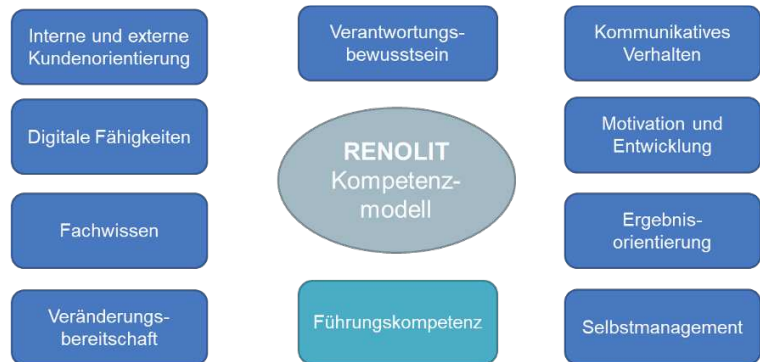 Interne und externe
Kundenorientierung
Verantwortungs-
bewusstsein
Kommunikatives
Verhalten
Digitale Fähigkeiten
RENOLIT
Kompetenz-
modell
Motivation und
Entwicklung
Fachwissen
Ergebnis-
orientierung
Veränderungs-
bereitschaft
Führungskompetenz
Selbstmanagement